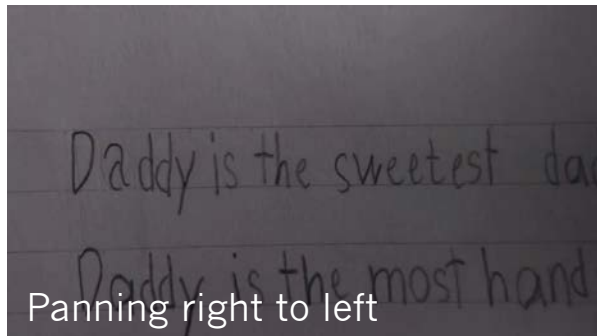 Daddy is the sweetest
Daddy is the most hand
Panning right to left